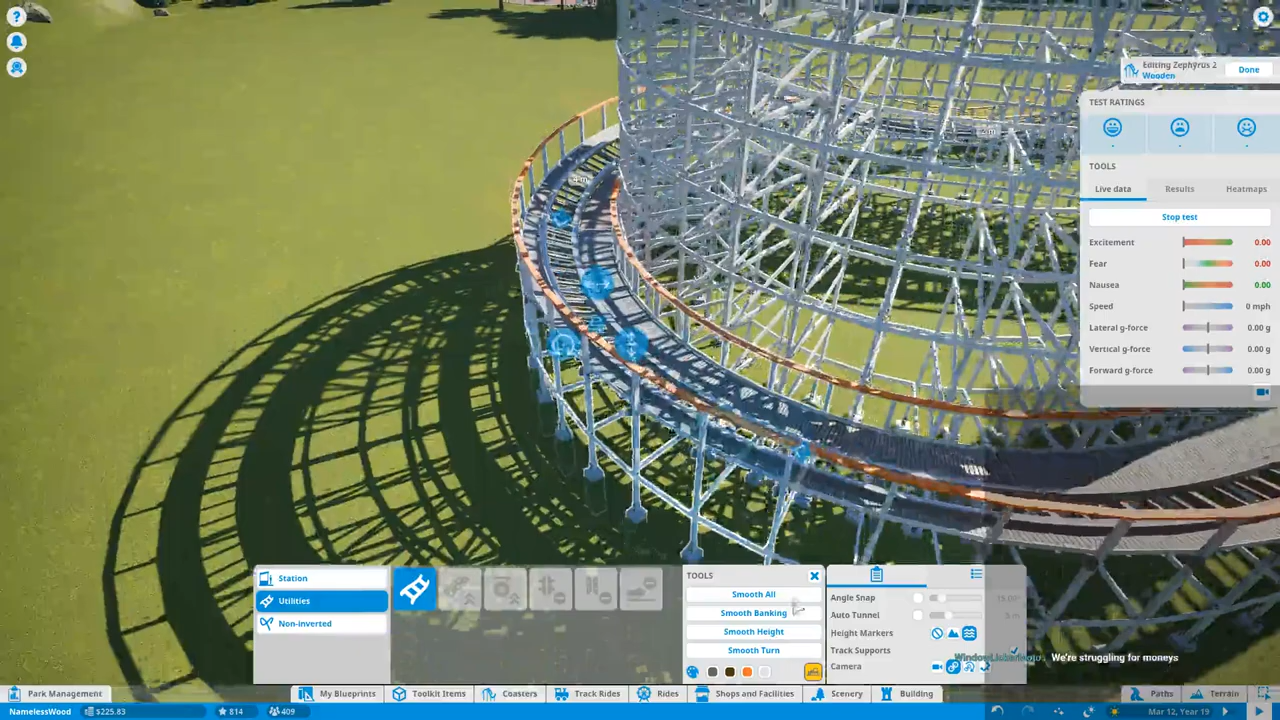 ?
Editing Zephyrus 2
Wooden
Done
TEST RATINGS
-
-
-
TOOLS
Live data
Results
Heatmaps
Stop test
Excitement
0.00
Fear
0.00
Nausea
0.00
Speed
0 mph
Lateral g-force
0.00 g
Vertical g-force
0.00 g
Forward g-force
0.00 g
Station
Utilities
Non-inverted
TOOLS
Smooth All
Smooth Banking
Smooth Height
Smooth Turn
Angle Snap
Auto Tunnel
5 m
Height Markers
Track Supports
Camera
We're struggling for moneys
Park Management
My Blueprints
Toolkit Items
Coasters
Track Rides
Rides
Shops and Facilities
Scenery
Building
Paths
Terrain
NamelessWood
$225.83
814
409
Mar 12, Year 19